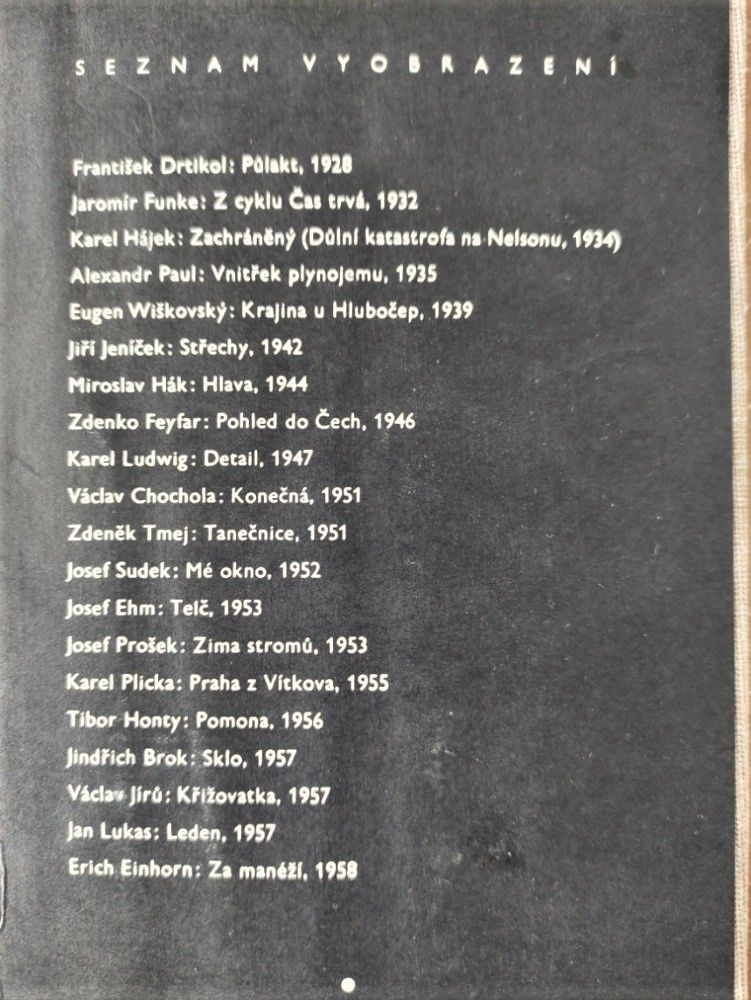 SEZNAM VYOBRAZENÍ
František Drtikol: Půlakt, 1928
Jaromír Funke: Z cyklu Čas trvá, 1932
Karel Hájek: Zachráněný (Důlní katastrofa na Nelsonu, 1934)
Alexandr Paul: Vnitřek plynojemu, 1935
Eugen Wiškovský: Krajina u Hlubočep, 1939
Jiří Jeníček: Střechy, 1942
Miroslav Hák: Hlava, 1944
Zdenko Feyfar: Pohled do Čech, 1946
Karel Ludwig: Detail, 1947
Václav Chochola: Konečná, 1951
Zdeněk Tmej: Tanečnice, 1951
Josef Sudek: Mé okno, 1952
Josef Ehm: Telč, 1953
Josef Prošek: Zima stromů, 1953
Karel Plicka: Praha z Vítkova, 1955
Tibor Honty: Pomona, 1956
Jindřich Brok: Sklo, 1957
Václav Jírů: Křižovatka, 1957
Jan Lukas: Leden, 1957
Erich Einhorn: Za manéží, 1958